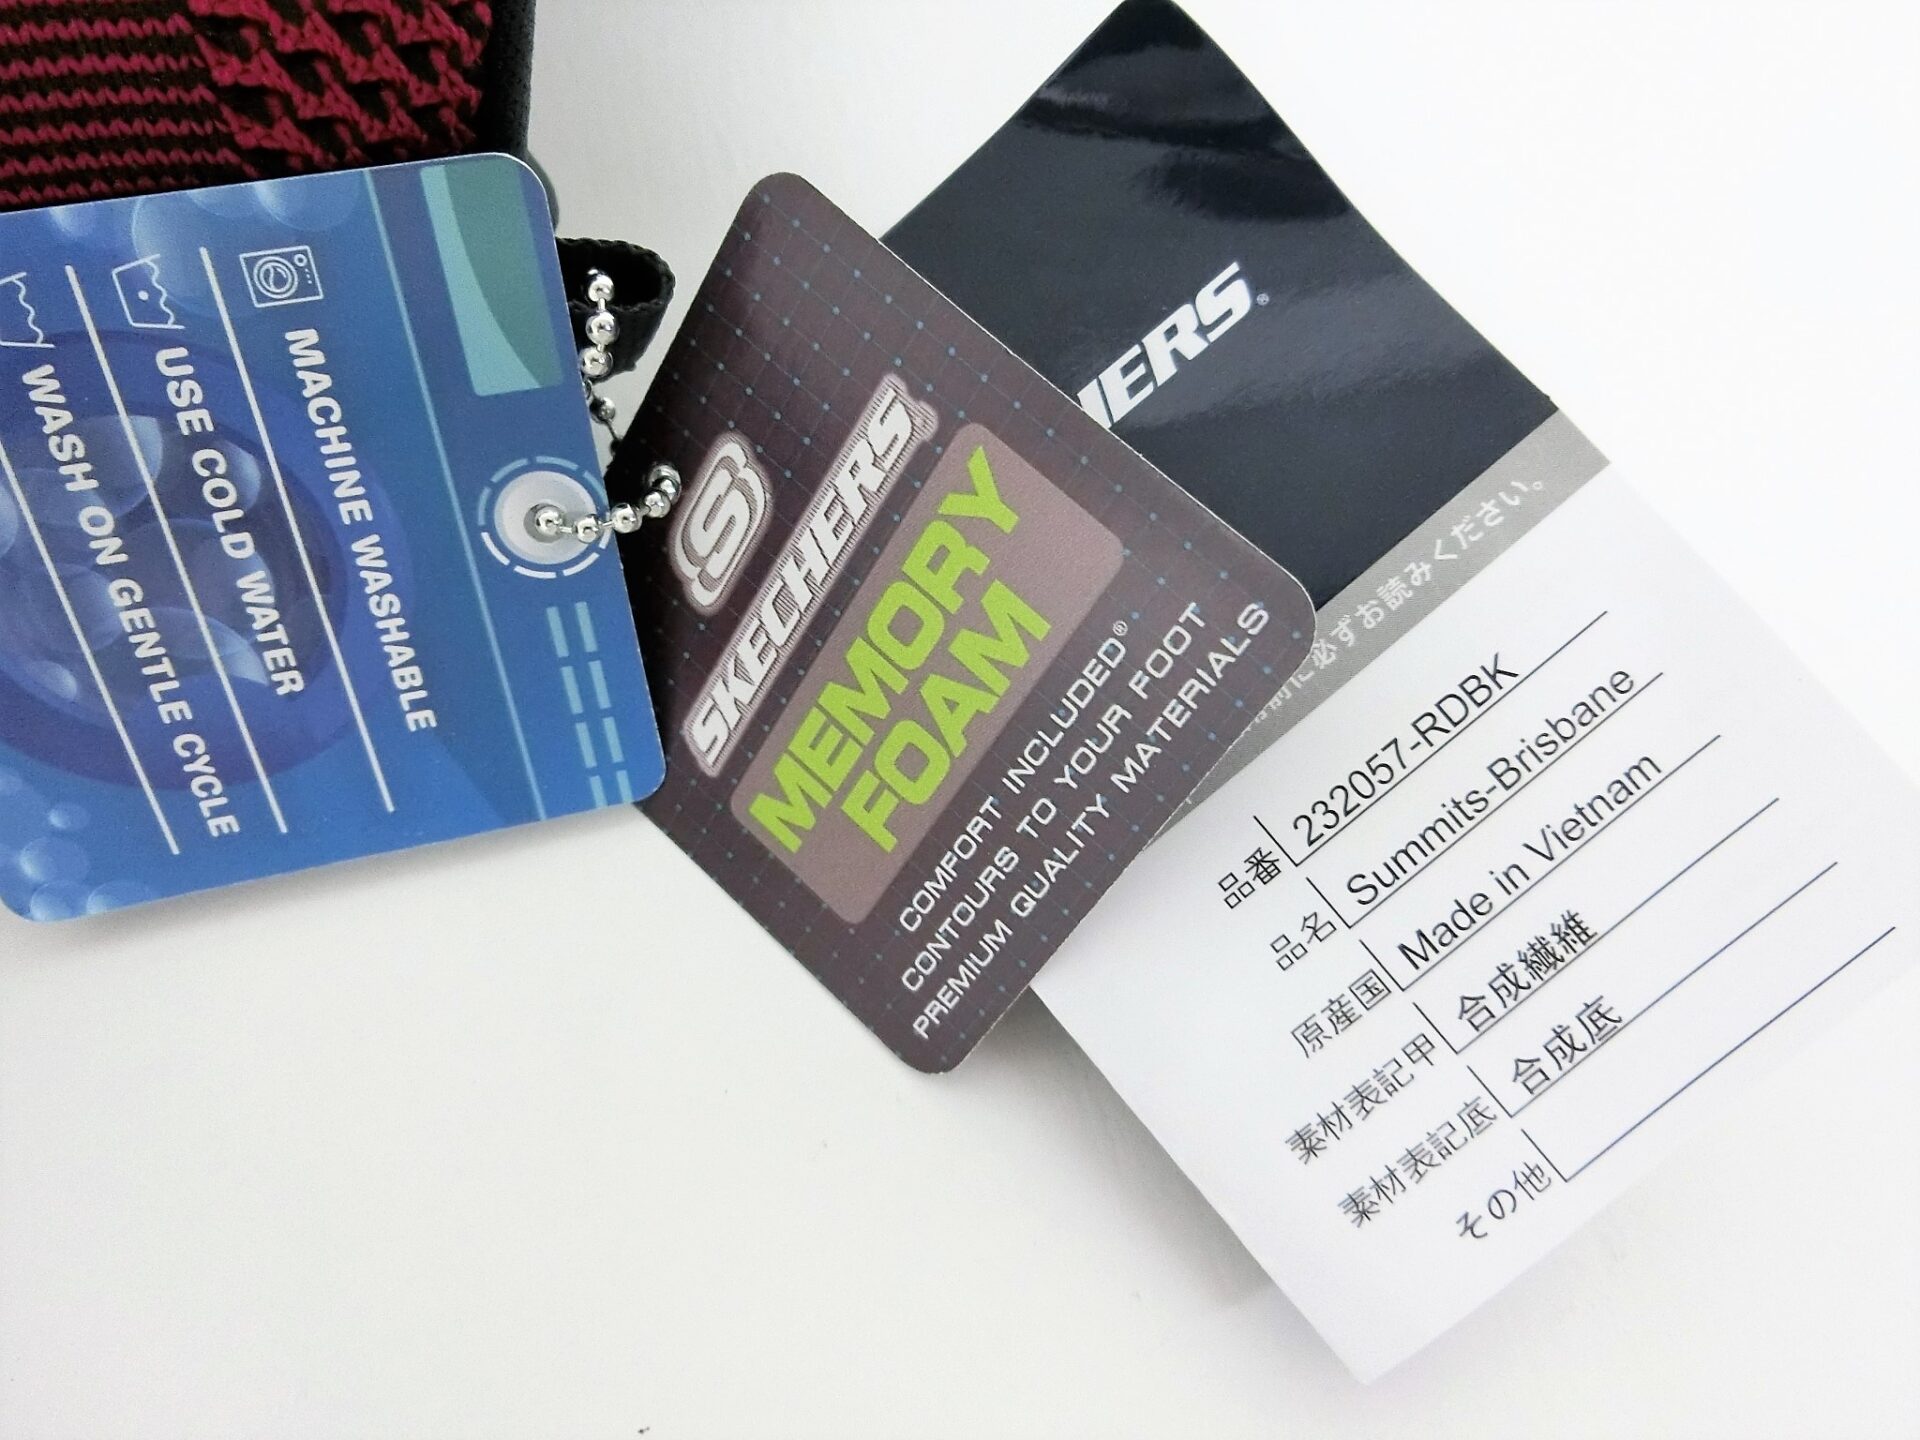 MACHINE WASHABLE
USE COLD WATER
WASH ON GENTLE CYCLE
S
SKECHERS
MEMORY
FOAM
COMFORT INCLUDED®
CONTOURS TO YOUR FOOT
PREMIUM QUALITY MATERIALS
HERS®
前に必ずお読みください。
品番 232057-RDBK
品名 Summits-Brisbane
原産国 Made in Vietnam
素材表記甲 合成繊維
素材表記底 合成底
その他